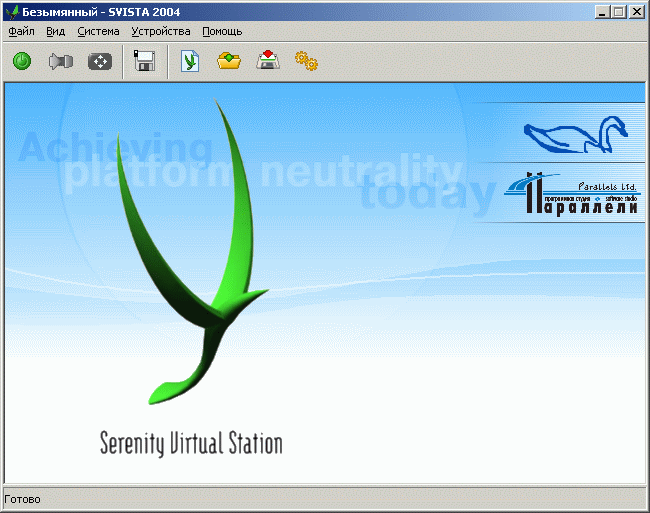 Безымянный - SVISTA 2004
Файл Вид Система Устройства Помощь
Achieving
platform neutrality
today
Parallels Ltd.
программная студия software studio
Параллели
Serenity Virtual Station
Готово